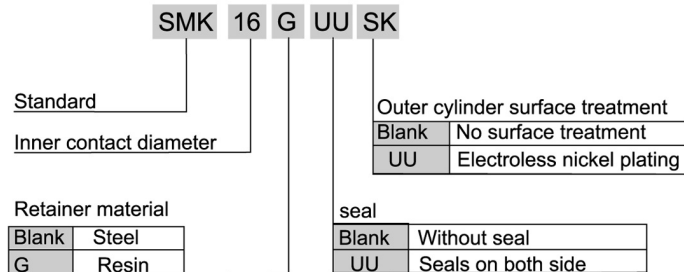 SMK 16 G UU SK
Standard
Inner contact diameter
Outer cylinder surface treatment
Blank No surface treatment
UU Electroless nickel plating
Retainer material
Blank Steel
G Resin
seal
Blank Without seal
UU Seals on both side